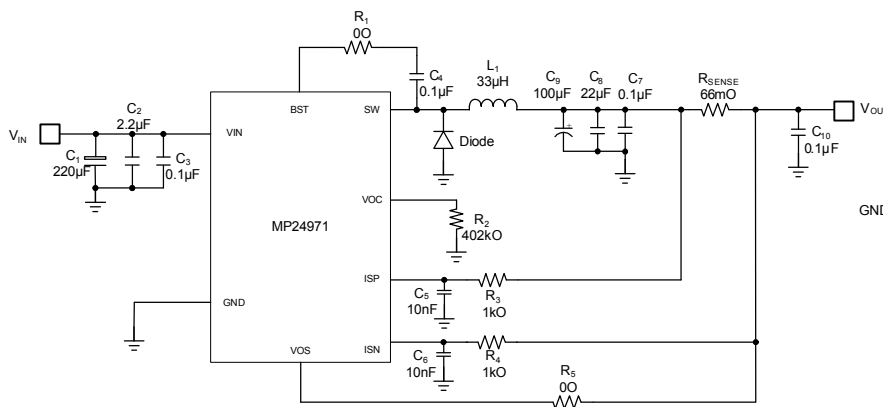 R1
0O
C4
0.1µF
L1
33µH
C9
100µF
C8
22µF
C7
0.1µF
RSENSE
66mO
BST
SW
VIN
C2
2.2µF
VIN
C1
220µF
C3
0.1µF
Diode
VOU
C10
0.1µF
VOC
R2
402kO
MP24971
GND
ISP
C5
10nF
R3
1kO
GND
VOS
ISN
C6
10nF
R4
1kO
R5
0O